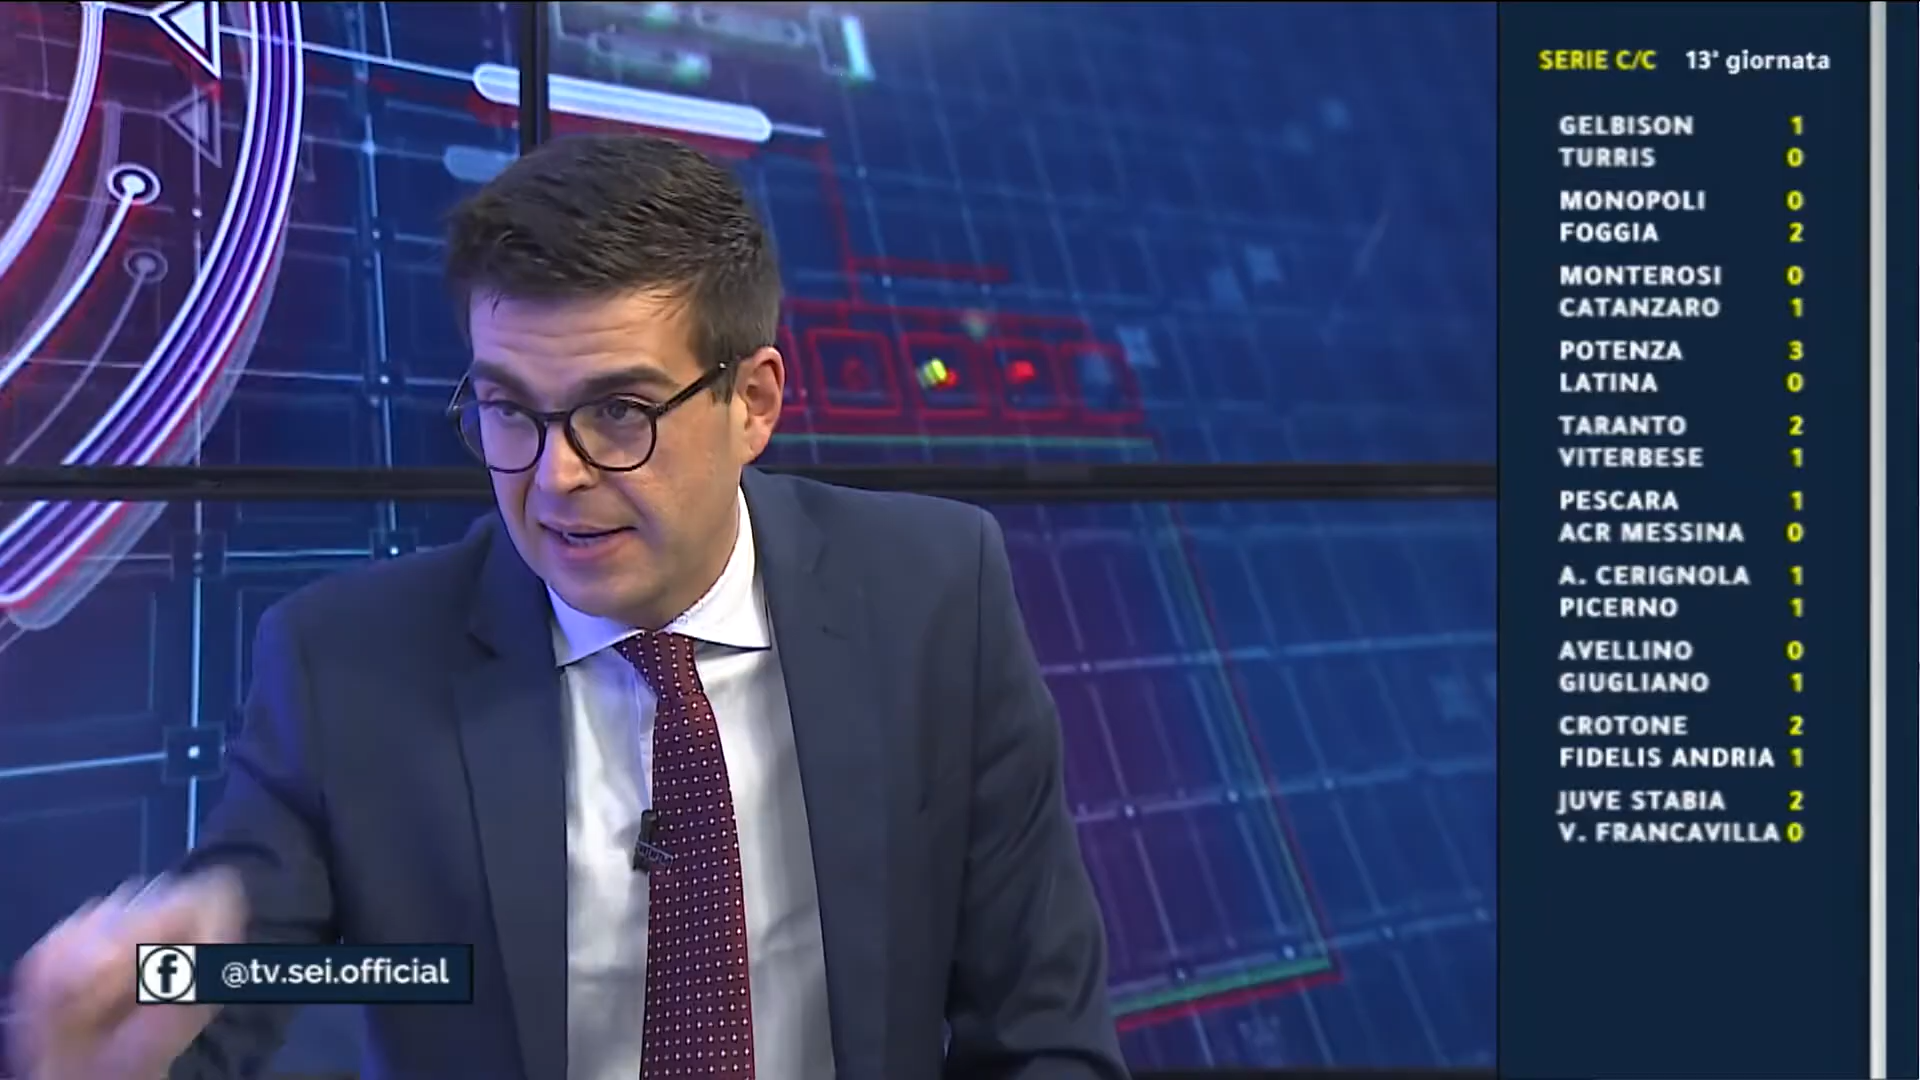 SERIE C/C 13ª giornata
GELBISON 1
TURRIS 0
MONOPOLI 0
FOGGIA 2
MONTEROSI 0
CATANZARO 1
POTENZA 3
LATINA 0
TARANTO 2
VITERBESE 1
PESCARA 1
ACR MESSINA 0
A. CERIGNOLA 1
PICERNO 1
AVELLINO 0
GIUGLIANO 1
CROTONE 2
FIDELIS ANDRIA 1
JUVE STABIA 2
V. FRANCAVILLA 0
f @tv.sei.official